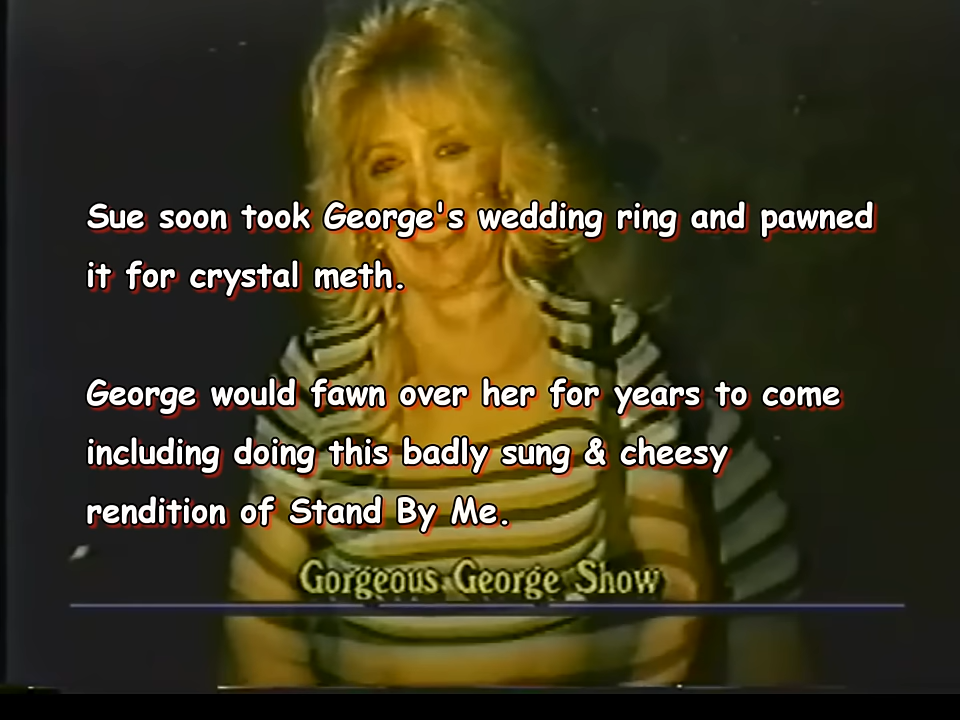 Sue soon took George's wedding ring and pawned
it for crystal meth.
George would fawn over her for years to come
including doing this badly sung & cheesy
rendition of Stand By Me.
Gorgeous George Show